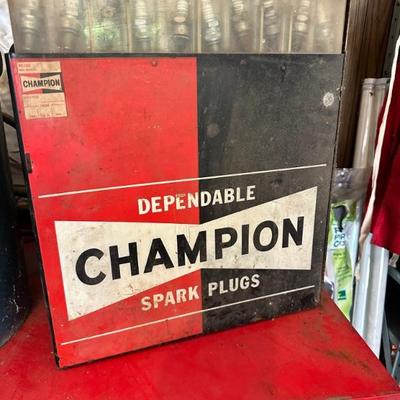 CHAMPION
DEPENDABLE
CHAMPION
SPARK PLUGS